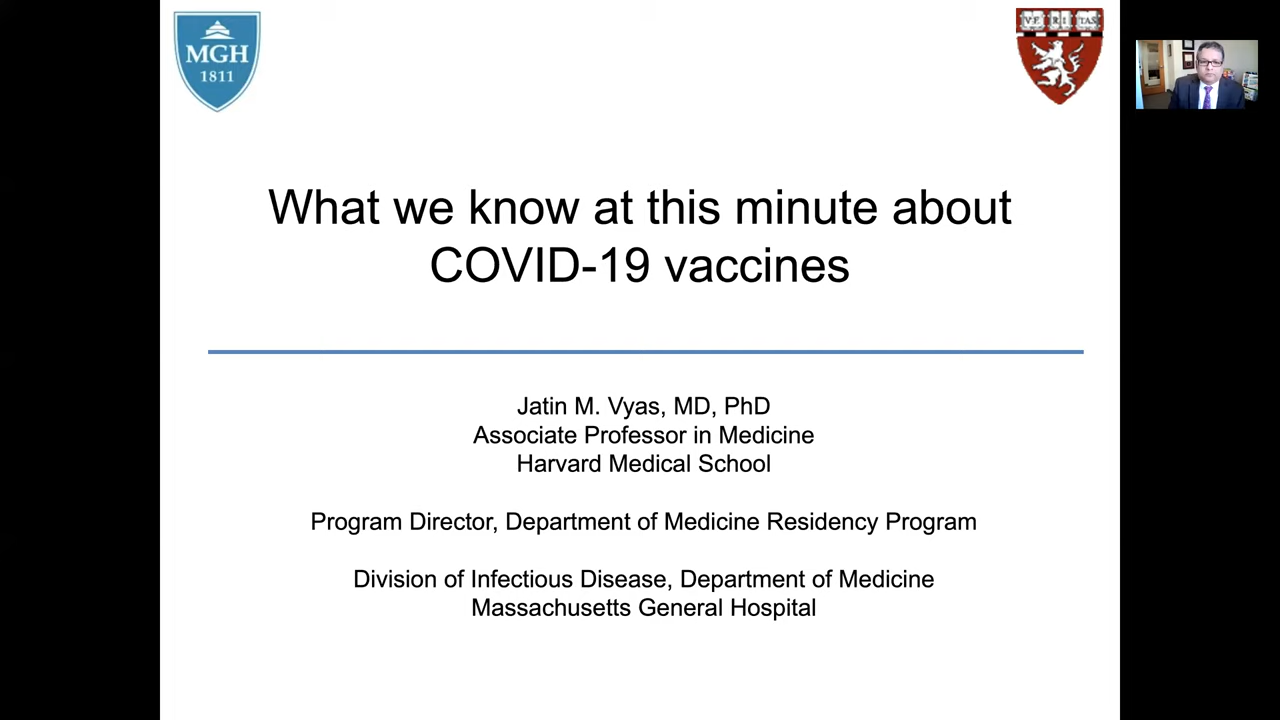 MGH
1811
VE RI TAS
What we know at this minute about
COVID-19 vaccines
Jatin M. Vyas, MD, PhD
Associate Professor in Medicine
Harvard Medical School
Program Director, Department of Medicine Residency Program
Division of Infectious Disease, Department of Medicine
Massachusetts General Hospital